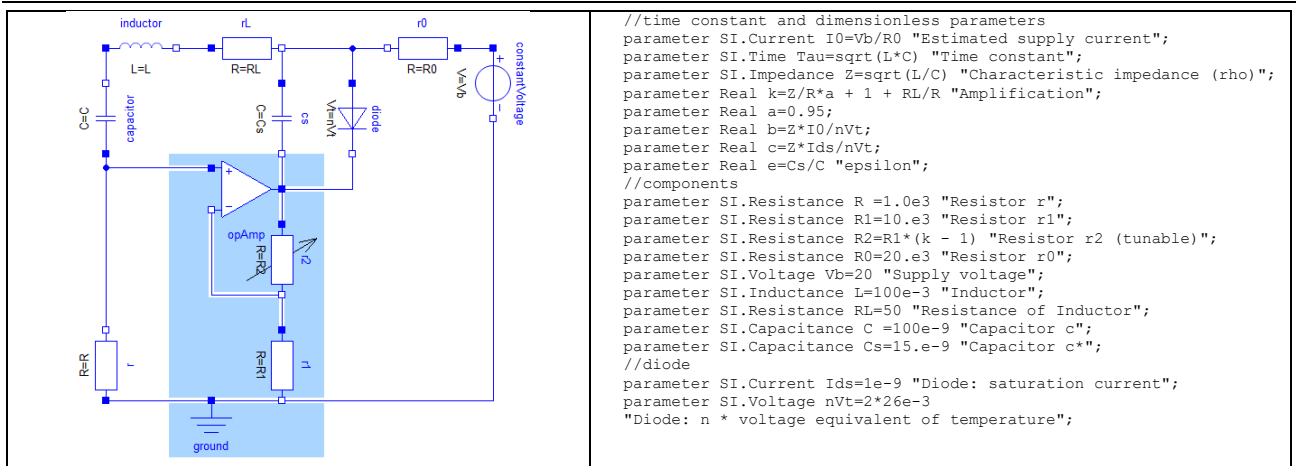 inductor
rL
r0
L=L
R=RL
R=R0
constantVoltage
+
V=Vb
−
C=C
capacitor
C=Cs
cs
Vt=nVt
diode
+
−
opAmp
R=R2
r2
R=R
r
R=R1
r1
ground
//time constant and dimensionless parameters
parameter SI.Current I0=Vb/R0 "Estimated supply current";
parameter SI.Time Tau=sqrt(L*C) "Time constant";
parameter SI.Impedance Z=sqrt(L/C) "Characteristic impedance (rho)";
parameter Real k=Z/R*a + 1 + RL/R "Amplification";
parameter Real a=0.95;
parameter Real b=Z*I0/nVt;
parameter Real c=Z*Ids/nVt;
parameter Real e=Cs/C "epsilon";
//components
parameter SI.Resistance R =1.0e3 "Resistor r";
parameter SI.Resistance R1=10.e3 "Resistor r1";
parameter SI.Resistance R2=R1*(k - 1) "Resistor r2 (tunable)";
parameter SI.Resistance R0=20.e3 "Resistor r0";
parameter SI.Voltage Vb=20 "Supply voltage";
parameter SI.Inductance L=100e-3 "Inductor";
parameter SI.Resistance RL=50 "Resistance of Inductor";
parameter SI.Capacitance C =100e-9 "Capacitor c";
parameter SI.Capacitance Cs=15.e-9 "Capacitor c*";
//diode
parameter SI.Current Ids=1e-9 "Diode: saturation current";
parameter SI.Voltage nVt=2*26e-3
"Diode: n * voltage equivalent of temperature";